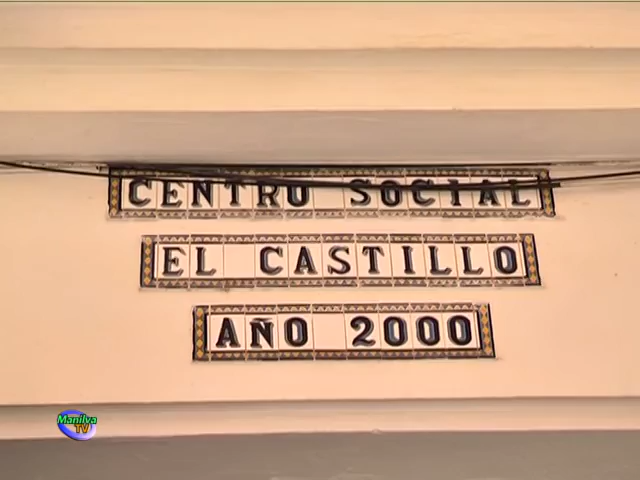 CENTRO SOCIAL
EL CASTILLO
AÑO 2000
Manilva
TV